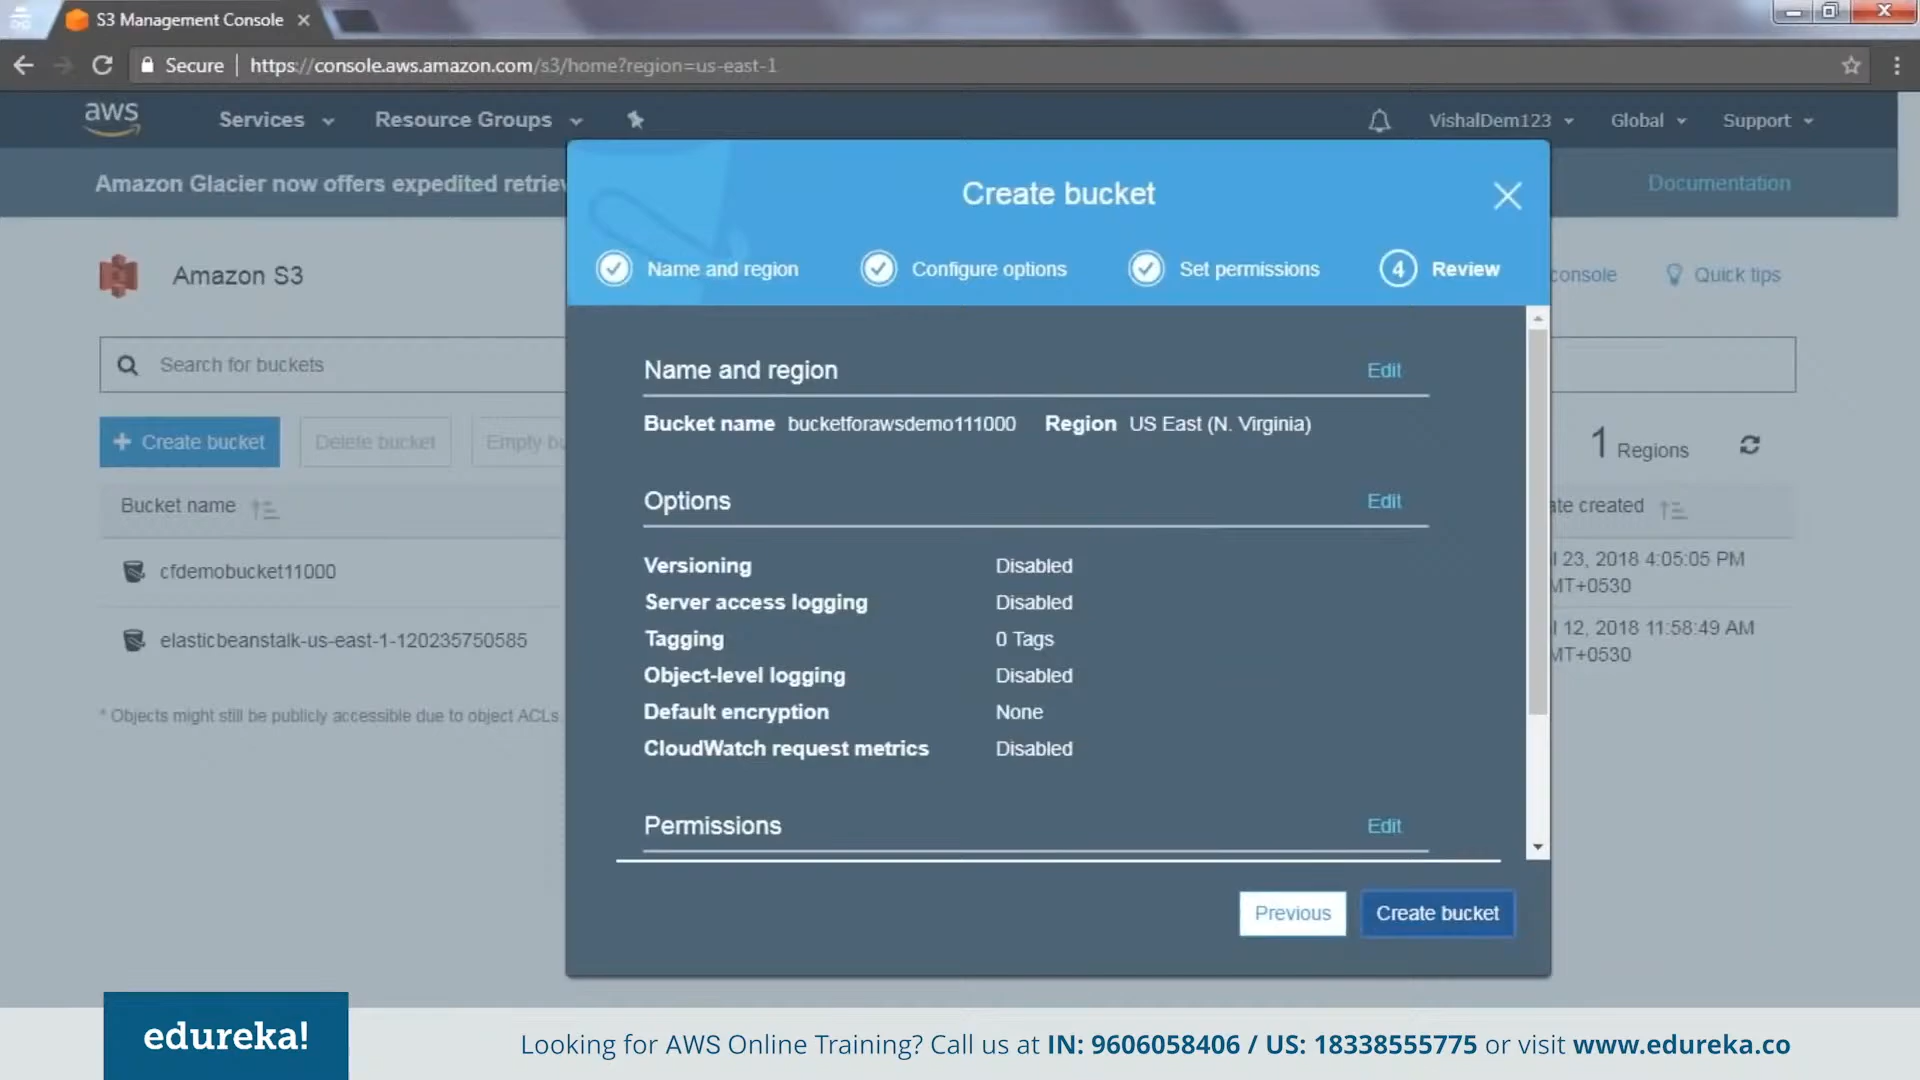 S3 Management Console
Secure | https://console.aws.amazon.com/s3/home?region=us-east-1
aws Services Resource Groups VishalDem123 Global Support
Amazon Glacier now offers expedited Documentation
Create bucket
Name and region Configure options Set permissions 4 Review
Amazon S3 console Quick tips
Search for buckets
Name and region Edit
Bucket name bucketforawsdemo111000 Region US East (N. Virginia)
+ Create bucket Delete bucket Empty 1 Regions
Options Edit
Bucket name created
Versioning Disabled
cfdemobucket11000 23, 2018 4:05:05 PM
Server access logging Disabled
Tagging 0 Tags
elasticbeanstalk-us-east-1-120235750585 12, 2018 11:58:49 AM
Object-level logging Disabled
* Objects might still be publicly accessible due to object ACLs.
Default encryption None
CloudWatch request metrics Disabled
Permissions Edit
Previous Create bucket
edureka!
Looking for AWS Online Training? Call us at IN: 9606058406 / US: 18338555775 or visit www.edureka.co